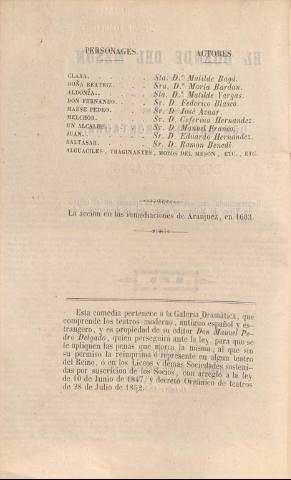 PERSONAGES. ACTORES.
CLARA. . . . . . . Sta. D.ª Matilde Bagá.
DOÑA BEATRIZ. . . . . . Sra. D.ª María Bardan.
ALDONZA. . . . . . Sta. D.ª Matilde Vargas.
DON FERNANDO. . . . . . Sr. D. Federico Blasco.
MAESE PEDRO. . . . . . Sr. D. José Aznar.
MELCHOR. . . . . . Sr. D. Ceferino Hernandez.
UN ALCALDE. . . . . . Sr. D. Manuel Franco.
JUAN. . . . . . Sr. D. Eduardo Hernández.
BALTASAR. . . . . . Sr. D. Ramon Benedi.
ALGUACILES, TRAGINANTES, MOZOS DEL MESON, ETC., ETC.
La accion en las inmediaciones de Aranjuez, en 1603.
Esta comedia pertenece a la Galeria Dramática, que
comprende los teatros moderno, antiguo español y es-
trangero, y es propiedad de su editor Don Manuel Pe-
dro Delgado, quien perseguirá ante la ley, para que se
le apliquen las penas que marca la misma, al que sin
su permiso la reimprima ó represente en algun teatro
del Reino, ó en los Liceos y demas Sociedades sosteni-
das por suscricion de los Socios, con arreglo á la ley
de 10 de Junio de 1847, y decretó Orgánico de teatros
de 28 de Julio de 1852.